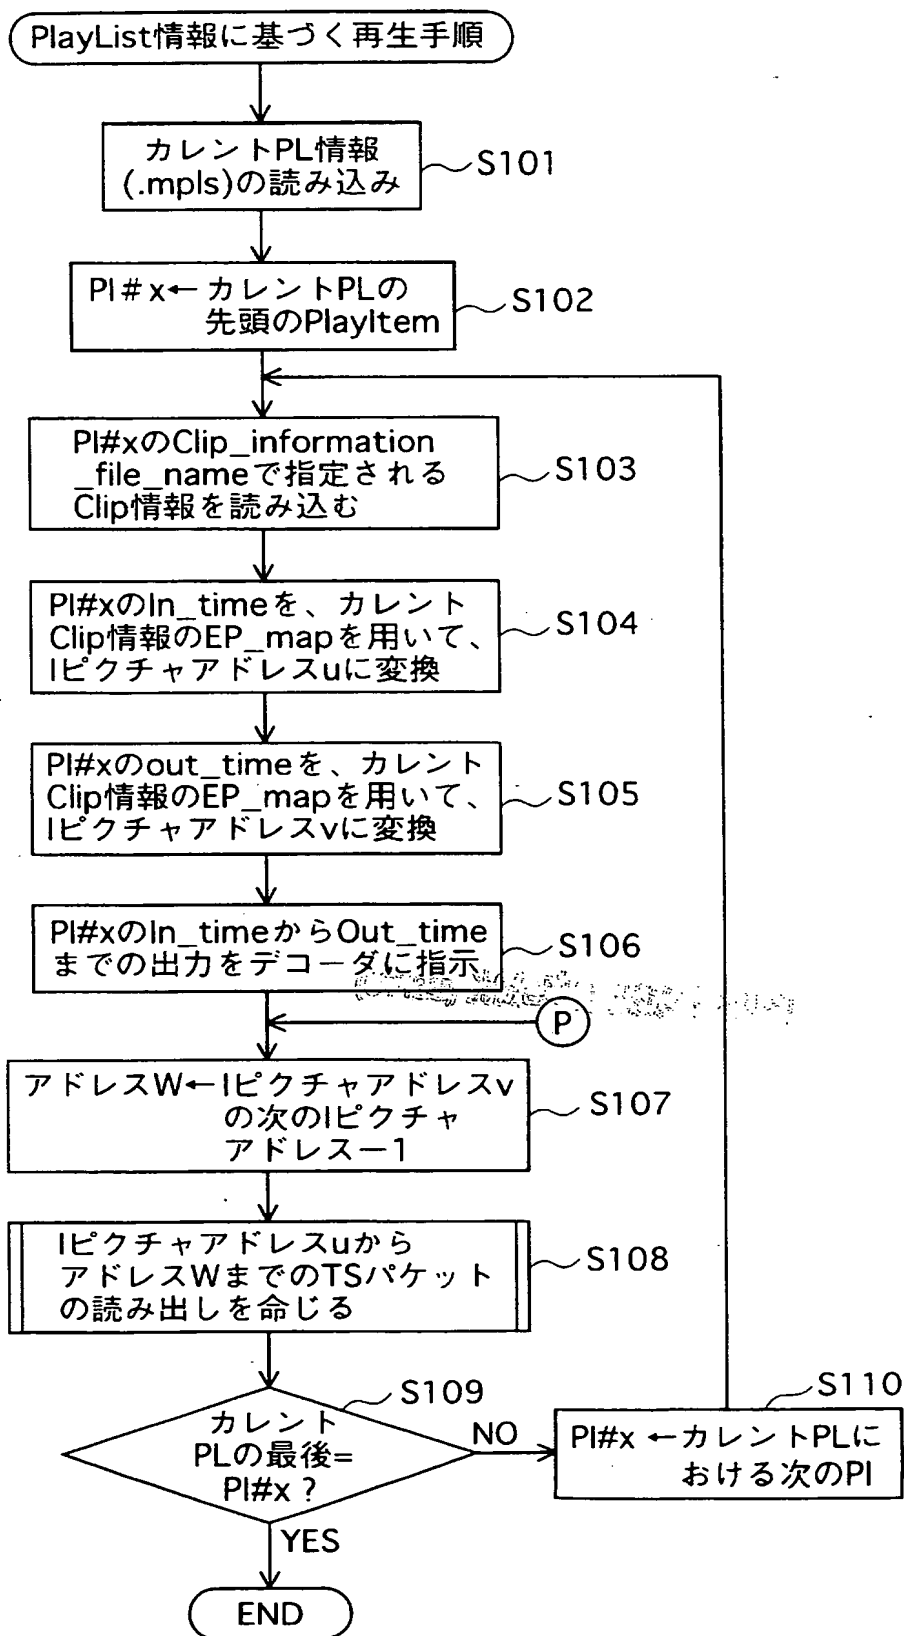 PlayList情報に基づく再生手順
カレントPL情報
(.mpls)の読み込み
S101
PI#x←カレントPLの
先頭のPlayItem
S102
PI#xのClip_information
_file_nameで指定される
Clip情報を読み込む
S103
PI#xのIn_timeを、カレント
Clip情報のEP_mapを用いて、
Iピクチャアドレスuに変換
S104
PI#xのout_timeを、カレント
Clip情報のEP_mapを用いて、
Iピクチャアドレスvに変換
S105
PI#xのIn_timeからOut_time
までの出力をデコーダに指示
S106
P
アドレスW←Iピクチャアドレスv
の次のIピクチャ
アドレスー1
S107
Iピクチャアドレスuから
アドレスWまでのTSパケット
の読み出しを命じる
S108
S109
カレント
PLの最後=
PI#x?
NO
S110
PI#x←カレントPLに
おける次のPI
YES
END